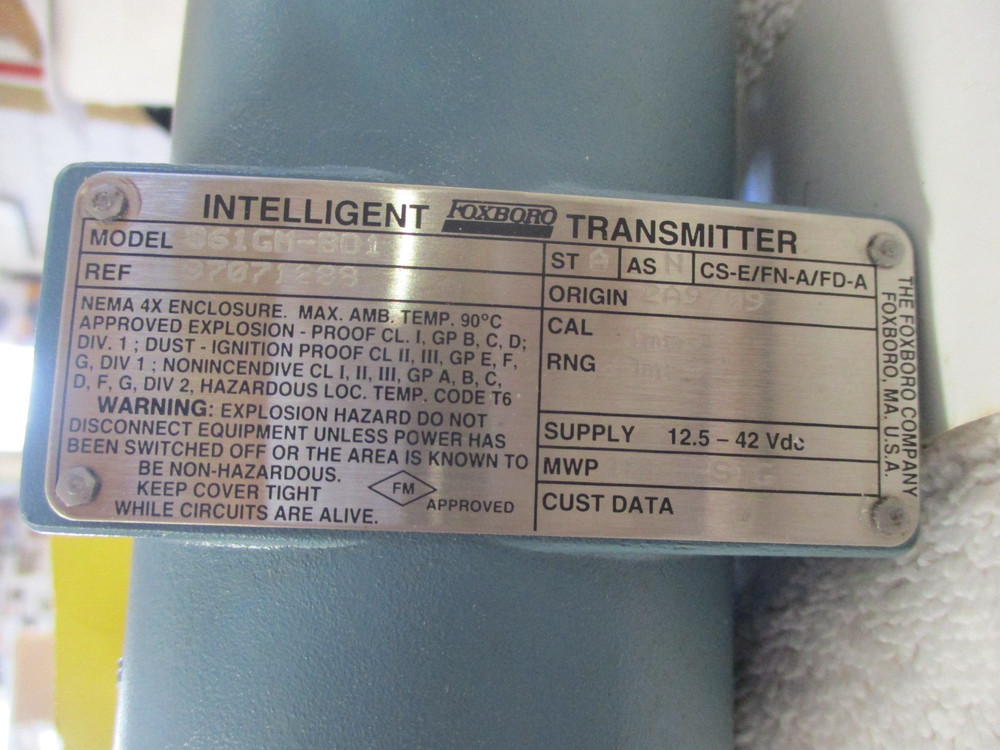 INTELLIGENT FOXBORO TRANSMITTER
MODEL 861GM-BD1
REF 97071288
ST A AS N CS-E/FN-A/FD-A
ORIGIN 2A9709
NEMA 4X ENCLOSURE. MAX. AMB. TEMP. 90°C
APPROVED EXPLOSION - PROOF CL. I, GP B, C, D;
DIV. 1 ; DUST - IGNITION PROOF CL II, III, GP E, F,
G, DIV 1 ; NONINCENDIVE CL I, II, III, GP A, B, C,
D, F, G, DIV 2, HAZARDOUS LOC. TEMP. CODE T6
WARNING: EXPLOSION HAZARD DO NOT
DISCONNECT EQUIPMENT UNLESS POWER HAS
BEEN SWITCHED OFF OR THE AREA IS KNOWN TO
BE NON-HAZARDOUS.
KEEP COVER TIGHT
WHILE CIRCUITS ARE ALIVE.
FM APPROVED
CAL
RNG
SUPPLY 12.5 – 42 Vdc
MWP
CUST DATA
THE FOXBORO COMPANY
FOXBORO, MA. U.S.A.